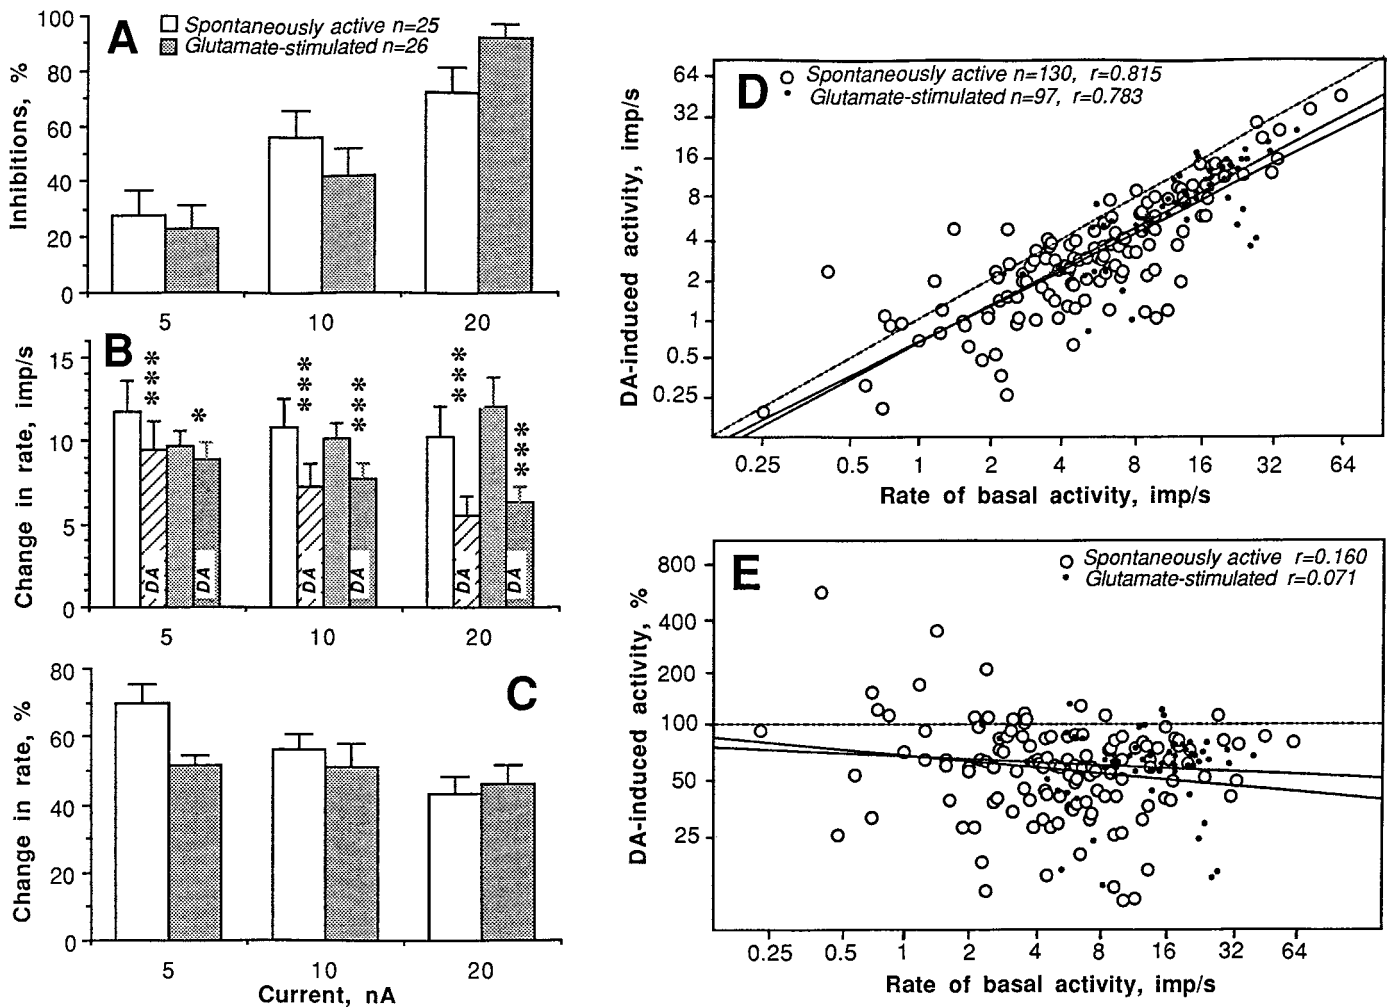 A
Spontaneously active n=25
Glutamate-stimulated n=26
Inhibitions, %
100
80
60
40
20
0
5 10 20
B
Change in rate, imp/s
15
10
5
0
*** * *** *** *** ***
DA DA DA DA DA DA
5 10 20
C
Change in rate, %
80
60
40
20
0
5 10 20
Current, nA
D
Spontaneously active n=130, r=0.815
Glutamate-stimulated n=97, r=0.783
DA-induced activity, imp/s
64
32
16
8
4
2
1
0.5
0.25
0.25 0.5 1 2 4 8 16 32 64
Rate of basal activity, imp/s
E
Spontaneously active r=0.160
Glutamate-stimulated r=0.071
DA-induced activity, %
800
400
200
100
50
25
0.25 0.5 1 2 4 8 16 32 64
Rate of basal activity, imp/s